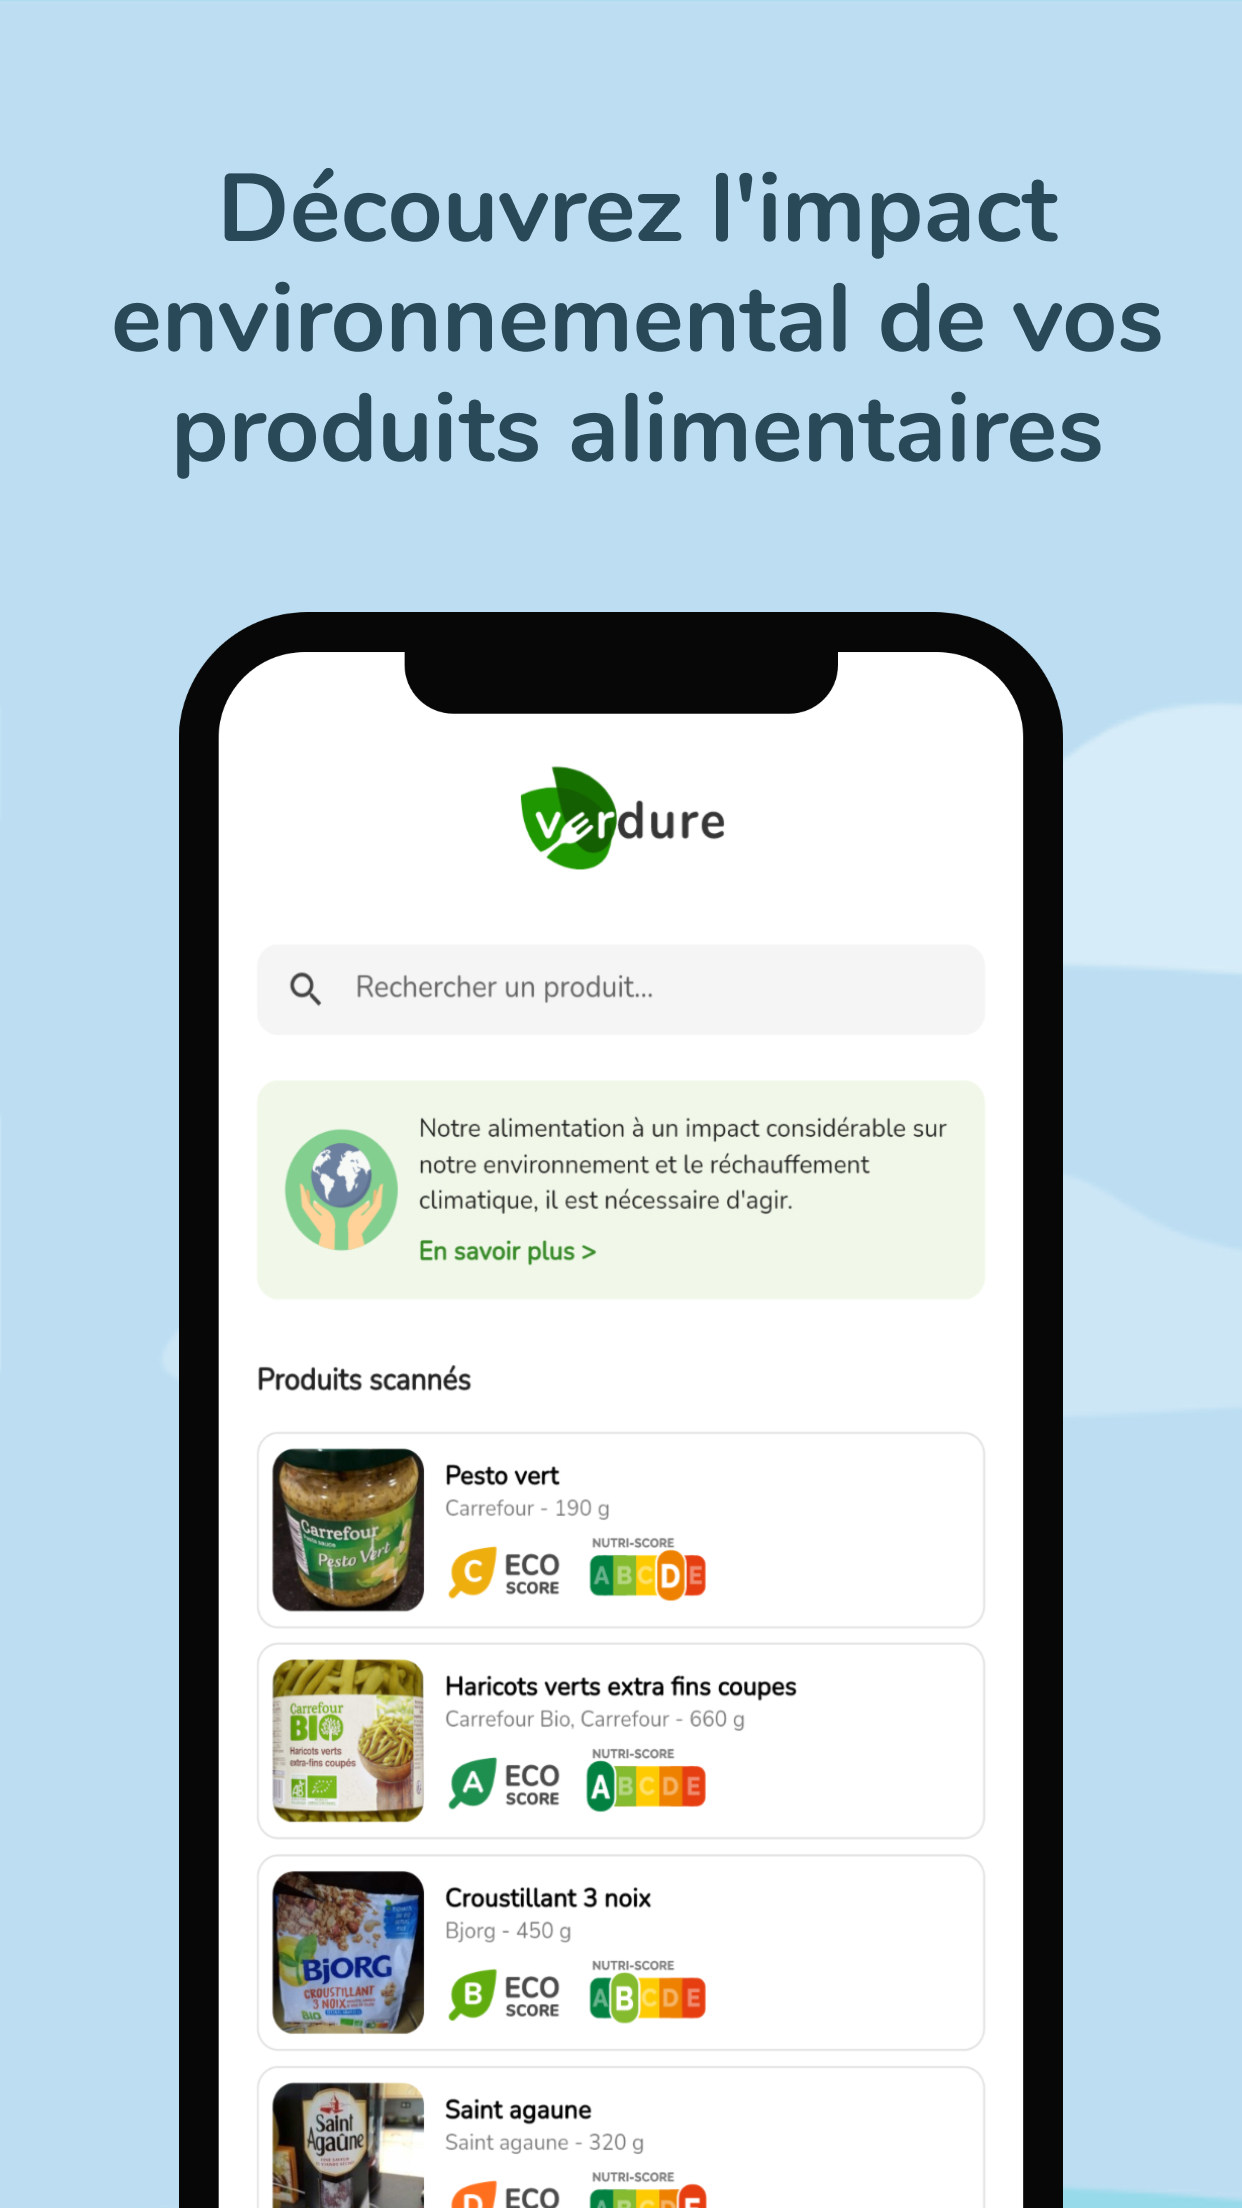 Découvrez l'impact
environnemental de vos
produits alimentaires
verdure
Rechercher un produit...
Notre alimentation à un impact considérable sur
notre environnement et le réchauffement
climatique, il est nécessaire d'agir.
En savoir plus >
Produits scannés
Carrefour
Pesto Vert
Pesto vert
Carrefour - 190 g
C ECO SCORE
NUTRI-SCORE
A B C D E
Carrefour
BIO
Haricots verts
extra-fins coupés
AB
Haricots verts extra fins coupes
Carrefour Bio, Carrefour - 660 g
A ECO SCORE
NUTRI-SCORE
A B C D E
BjORG
CROUSTILLANT
3 NOIX
BIO
Croustillant 3 noix
Bjorg - 450 g
B ECO SCORE
NUTRI-SCORE
A B C D E
Saint
Agaûne
Saint agaune
Saint agaune - 320 g
D ECO
NUTRI-SCORE
A B C D E